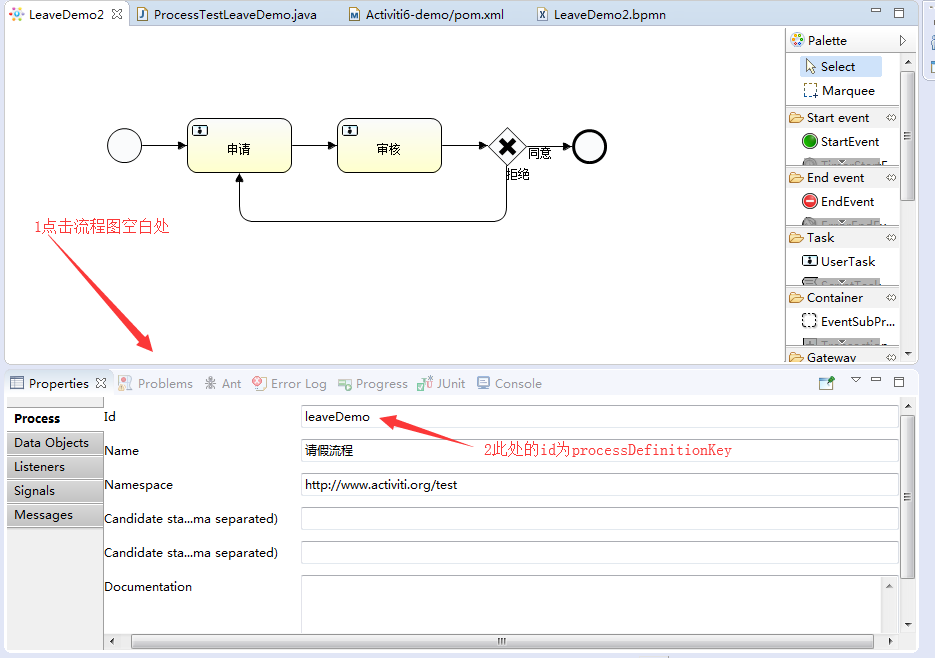 LeaveDemo2
ProcessTestLeaveDemo.java
Activiti6-demo/pom.xml
LeaveDemo2.bpmn
Palette
Select
Marquee
Start event
StartEvent
End event
EndEvent
Task
UserTask
Container
EventSubPr...
Gateway
申请
审核
同意
拒绝
1点击流程图空白处
Properties
Problems
Ant
Error Log
Progress
JUnit
Console
Process
Data Objects
Listeners
Signals
Messages
Id
leaveDemo
2此处的id为processDefinitionKey
Name
请假流程
Namespace
http://www.activiti.org/test
Candidate sta...ma separated)
Candidate sta...ma separated)
Documentation